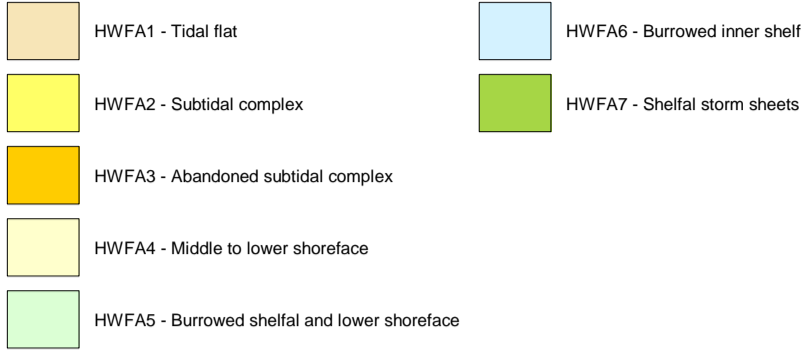 HWFA1 - Tidal flat
HWFA2 - Subtidal complex
HWFA3 - Abandoned subtidal complex
HWFA4 - Middle to lower shoreface
HWFA5 - Burrowed shelfal and lower shoreface
HWFA6 - Burrowed inner shelf
HWFA7 - Shelfal storm sheets